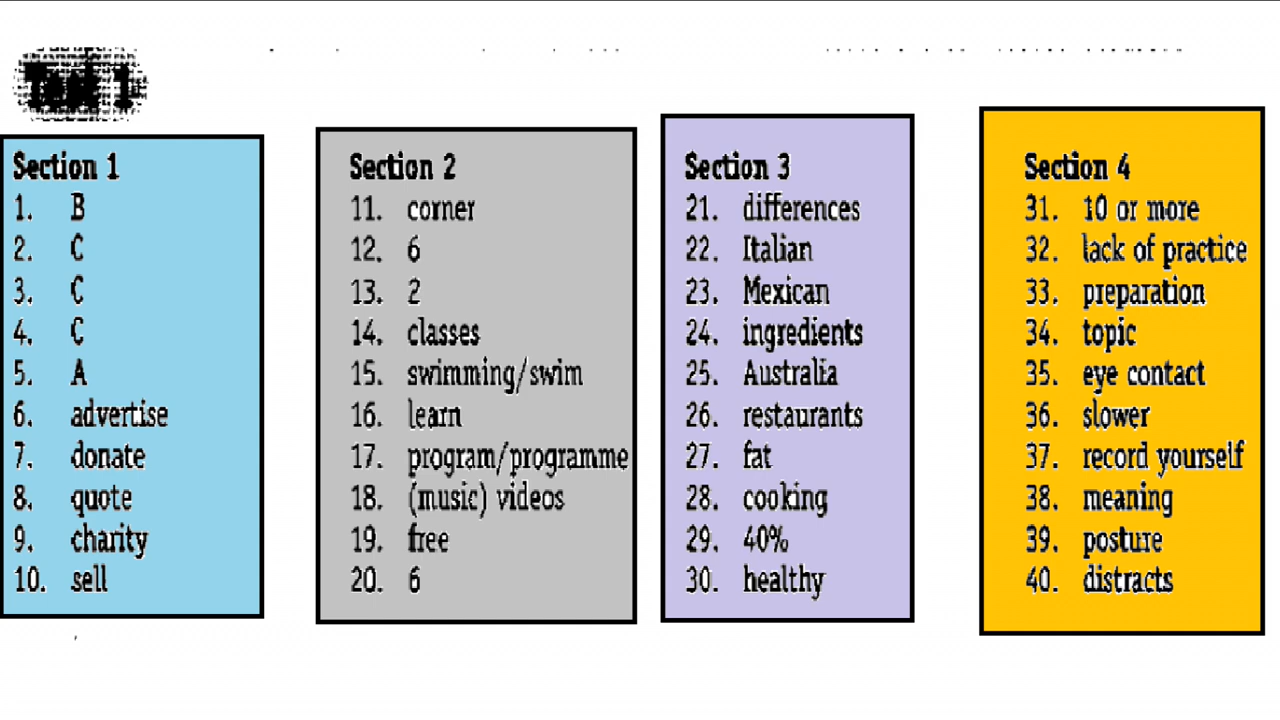 Section 1
1. B
2. C
3. C
4. C
5. A
6. advertise
7. donate
8. quote
9. charity
10. sell
Section 2
11. corner
12. 6
13. 2
14. classes
15. swimming/swim
16. learn
17. program/programme
18. (music) videos
19. free
20. 6
Section 3
21. differences
22. Italian
23. Mexican
24. ingredients
25. Australia
26. restaurants
27. fat
28. cooking
29. 40%
30. healthy
Section 4
31. 10 or more
32. lack of practice
33. preparation
34. topic
35. eye contact
36. slower
37. record yourself
38. meaning
39. posture
40. distracts